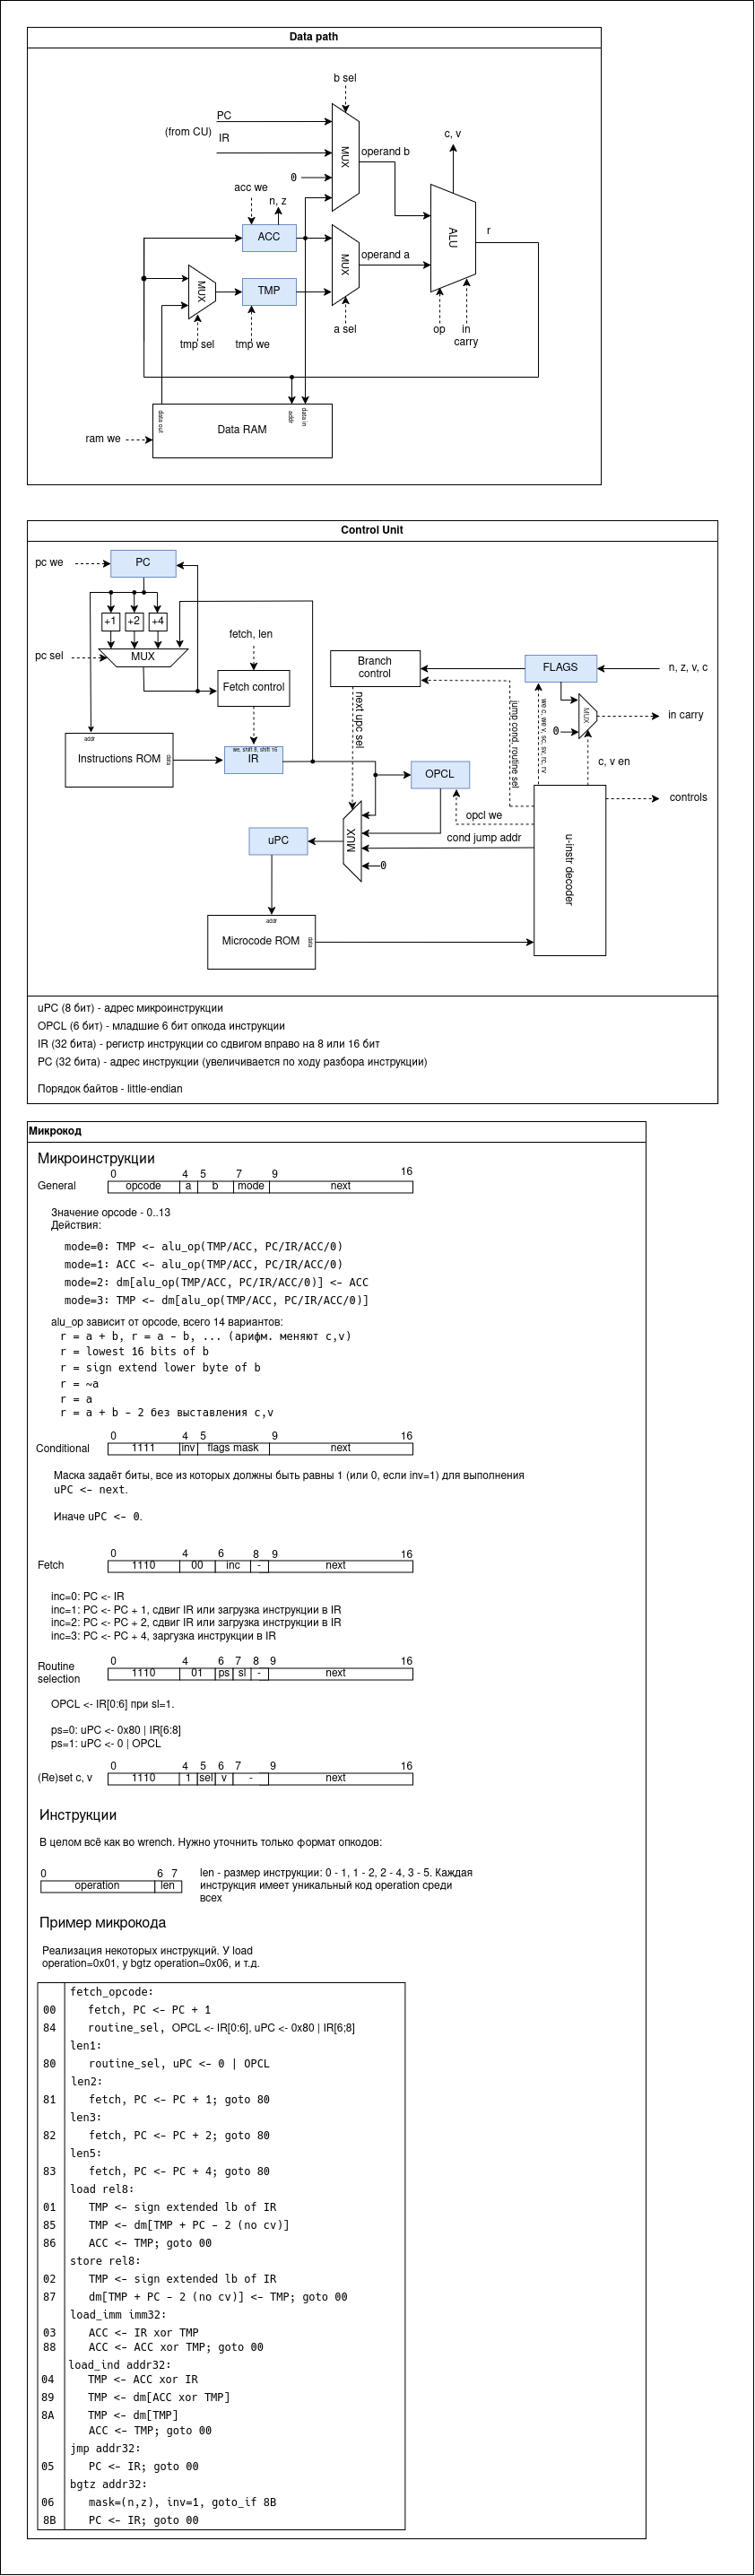 Data path
b sel
PC
(from CU)
IR
MUX
operand b
c, v
0
acc we
n, z
ACC
MUX
operand a
ALU
r
MUX
TMP
tmp sel
tmp we
a sel
op
in
carry
data out
addr
data in
ram we
Data RAM
Control Unit
pc we
PC
+1
+2
+4
pc sel
MUX
fetch, len
Fetch control
Branch
control
FLAGS
n, z, v, c
MUX
in carry
0
next upc sel
jump cond, routine sel
we c, we v, sc, sv, rc, rv
c, v en
addr
Instructions ROM
data
we, shift 8, shift 16
IR
OPCL
opcl we
controls
cond jump addr
u-instr decoder
uPC
MUX
0
addr
Microcode ROM
data
uPC (8 бит) - адрес микроинструкции
OPCL (6 бит) - младшие 6 бит опкода инструкции
IR (32 бита) - регистр инструкции со сдвигом вправо на 8 или 16 бит
PC (32 бита) - адрес инструкции (увеличивается по ходу разбора инструкции)
Порядок байтов - little-endian
Микрокод
Микроинструкции
0 4 5 7 9 16
General opcode a b mode next
Значение opcode - 0..13
Действия:
mode=0: TMP <- alu_op(TMP/ACC, PC/IR/ACC/0)
mode=1: ACC <- alu_op(TMP/ACC, PC/IR/ACC/0)
mode=2: dm[alu_op(TMP/ACC, PC/IR/ACC/0)] <- ACC
mode=3: TMP <- dm[alu_op(TMP/ACC, PC/IR/ACC/0)]
alu_op зависит от opcode, всего 14 вариантов:
r = a + b, r = a - b, ... (арифм. меняют c,v)
r = lowest 16 bits of b
r = sign extend lower byte of b
r = ~a
r = a
r = a + b - 2 без выставления c,v
0 4 5 9 16
Conditional 1111 inv flags mask next
Маска задаёт биты, все из которых должны быть равны 1 (или 0, если inv=1) для выполнения
uPC <- next.
Иначе uPC <- 0.
0 4 6 8 9 16
Fetch 1110 00 inc - next
inc=0: PC <- IR
inc=1: PC <- PC + 1, сдвиг IR или загрузка инструкции в IR
inc=2: PC <- PC + 2, сдвиг IR или загрузка инструкции в IR
inc=3: PC <- PC + 4, заргузка инструкции в IR
0 4 6 7 8 9 16
Routine
selection
1110 01 ps sl - next
OPCL <- IR[0:6] при sl=1.
ps=0: uPC <- 0x80 | IR[6:8]
ps=1: uPC <- 0 | OPCL
0 4 5 6 7 9 16
(Re)set c, v 1110 1 sel v - next
Инструкции
В целом всё как во wrench. Нужно уточнить только формат опкодов:
0 6 7
operation len
len - размер инструкции: 0 - 1, 1 - 2, 2 - 4, 3 - 5. Каждая
инструкция имеет уникальный код operation среди
всех
Пример микрокода
Реализация некоторых инструкций. У load
operation=0x01, у bgtz operation=0x06, и т.д.
fetch_opcode:
00 fetch, PC <- PC + 1
84 routine_sel, OPCL <- IR[0:6], uPC <- 0x80 | IR[6;8]
len1:
80 routine_sel, uPC <- 0 | OPCL
len2:
81 fetch, PC <- PC + 1; goto 80
len3:
82 fetch, PC <- PC + 2; goto 80
len5:
83 fetch, PC <- PC + 4; goto 80
load rel8:
01 TMP <- sign extended lb of IR
85 TMP <- dm[TMP + PC - 2 (no cv)]
86 ACC <- TMP; goto 00
store rel8:
02 TMP <- sign extended lb of IR
87 dm[TMP + PC - 2 (no cv)] <- TMP; goto 00
load_imm imm32:
03 ACC <- IR xor TMP
88 ACC <- ACC xor TMP; goto 00
load_ind addr32:
04 TMP <- ACC xor IR
89 TMP <- dm[ACC xor TMP]
8A TMP <- dm[TMP]
ACC <- TMP; goto 00
jmp addr32:
05 PC <- IR; goto 00
bgtz addr32:
06 mask=(n,z), inv=1, goto_if 8B
8B PC <- IR; goto 00